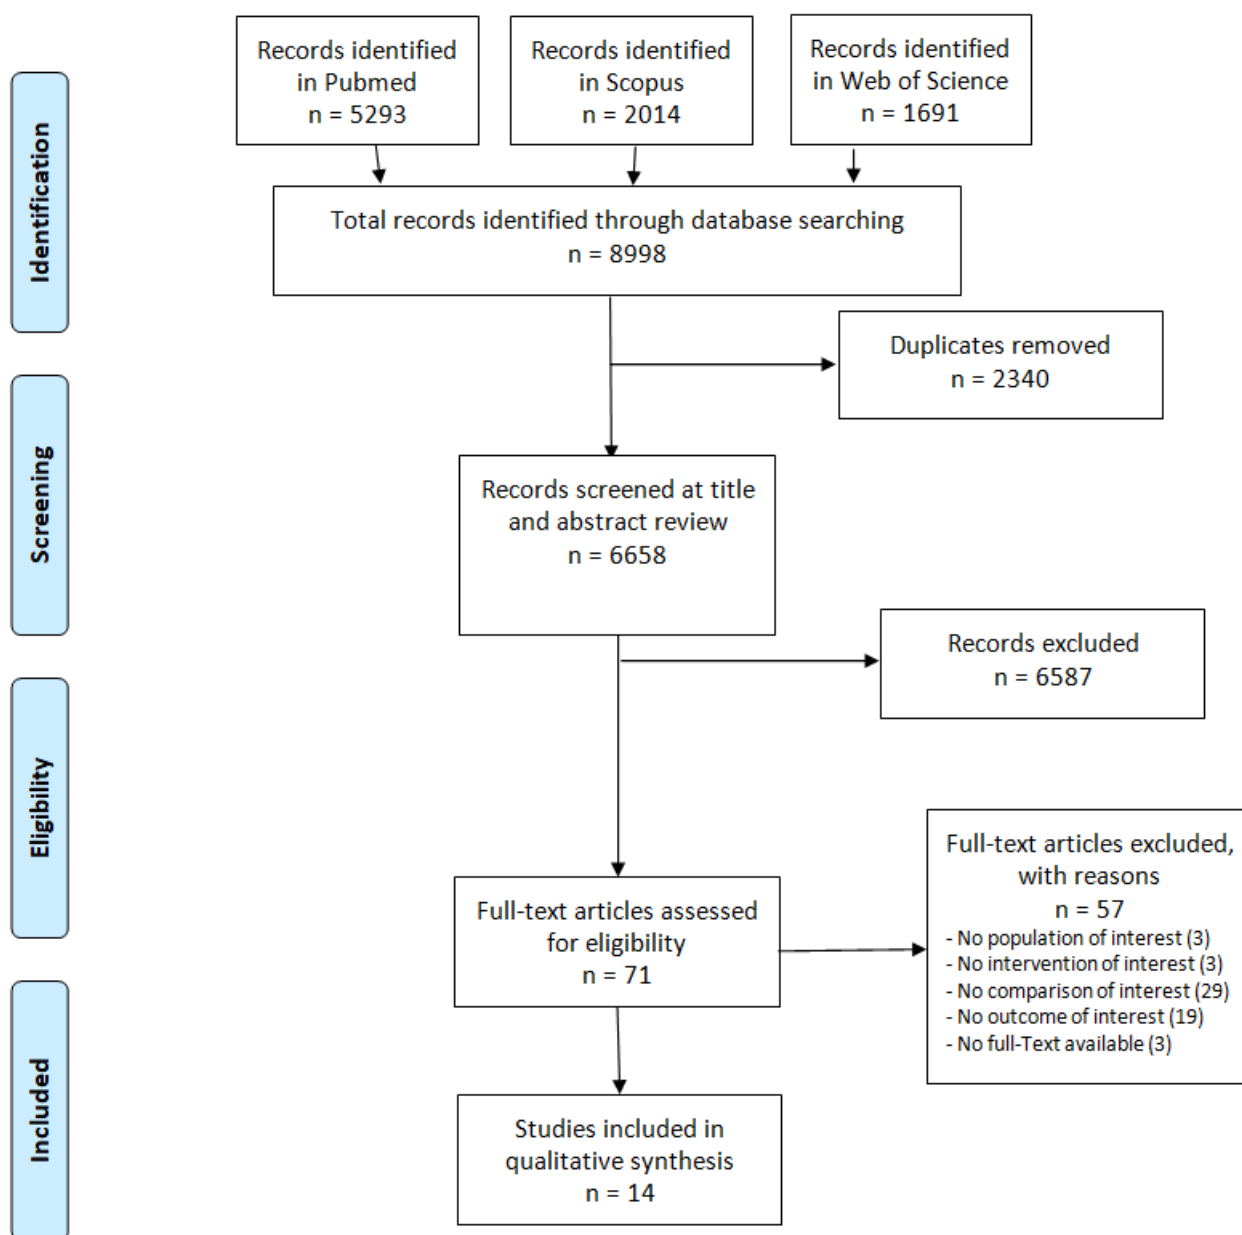 Records identified
in Pubmed
n = 5293
Records identified
in Scopus
n = 2014
Records identified
in Web of Science
n = 1691
Identification
Total records identified through database searching
n = 8998
Duplicates removed
n = 2340
Screening
Records screened at title
and abstract review
n = 6658
Records excluded
n = 6587
Eligibility
Full-text articles assessed
for eligibility
n = 71
Full-text articles excluded,
with reasons
n = 57
- No population of interest (3)
- No intervention of interest (3)
- No comparison of interest (29)
- No outcome of interest (19)
- No full-Text available (3)
Included
Studies included in
qualitative synthesis
n = 14